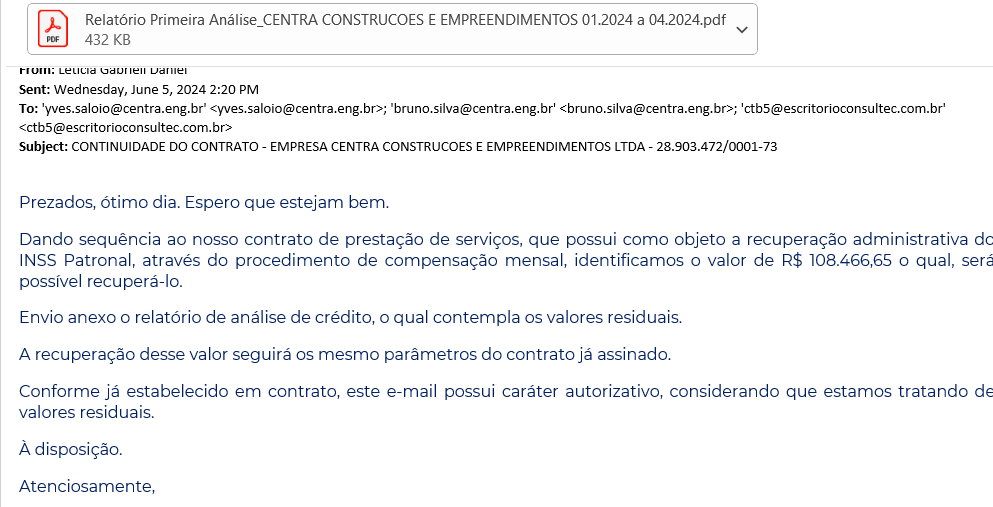 Relatório Primeira Análise_CENTRA CONSTRUCOES E EMPREENDIMENTOS 01.2024 a 04.2024.pdf
PDF
432 KB
From: Letícia Gabrieli Daniel
Sent: Wednesday, June 5, 2024 2:20 PM
To: 'yves.saloio@centra.eng.br' <yves.saloio@centra.eng.br>; 'bruno.silva@centra.eng.br' <bruno.silva@centra.eng.br>; 'ctb5@escritorioconsultec.com.br'
<ctb5@escritorioconsultec.com.br>
Subject: CONTINUIDADE DO CONTRATO - EMPRESA CENTRA CONSTRUCOES E EMPREENDIMENTOS LTDA - 28.903.472/0001-73
Prezados, ótimo dia. Espero que estejam bem.
Dando sequência ao nosso contrato de prestação de serviços, que possui como objeto a recuperação administrativa do
INSS Patronal, através do procedimento de compensação mensal, identificamos o valor de R$ 108.466,65 o qual, será
possível recuperá-lo.
Envio anexo o relatório de análise de crédito, o qual contempla os valores residuais.
A recuperação desse valor seguirá os mesmo parâmetros do contrato já assinado.
Conforme já estabelecido em contrato, este e-mail possui caráter autorizativo, considerando que estamos tratando de
valores residuais.
À disposição.
Atenciosamente,